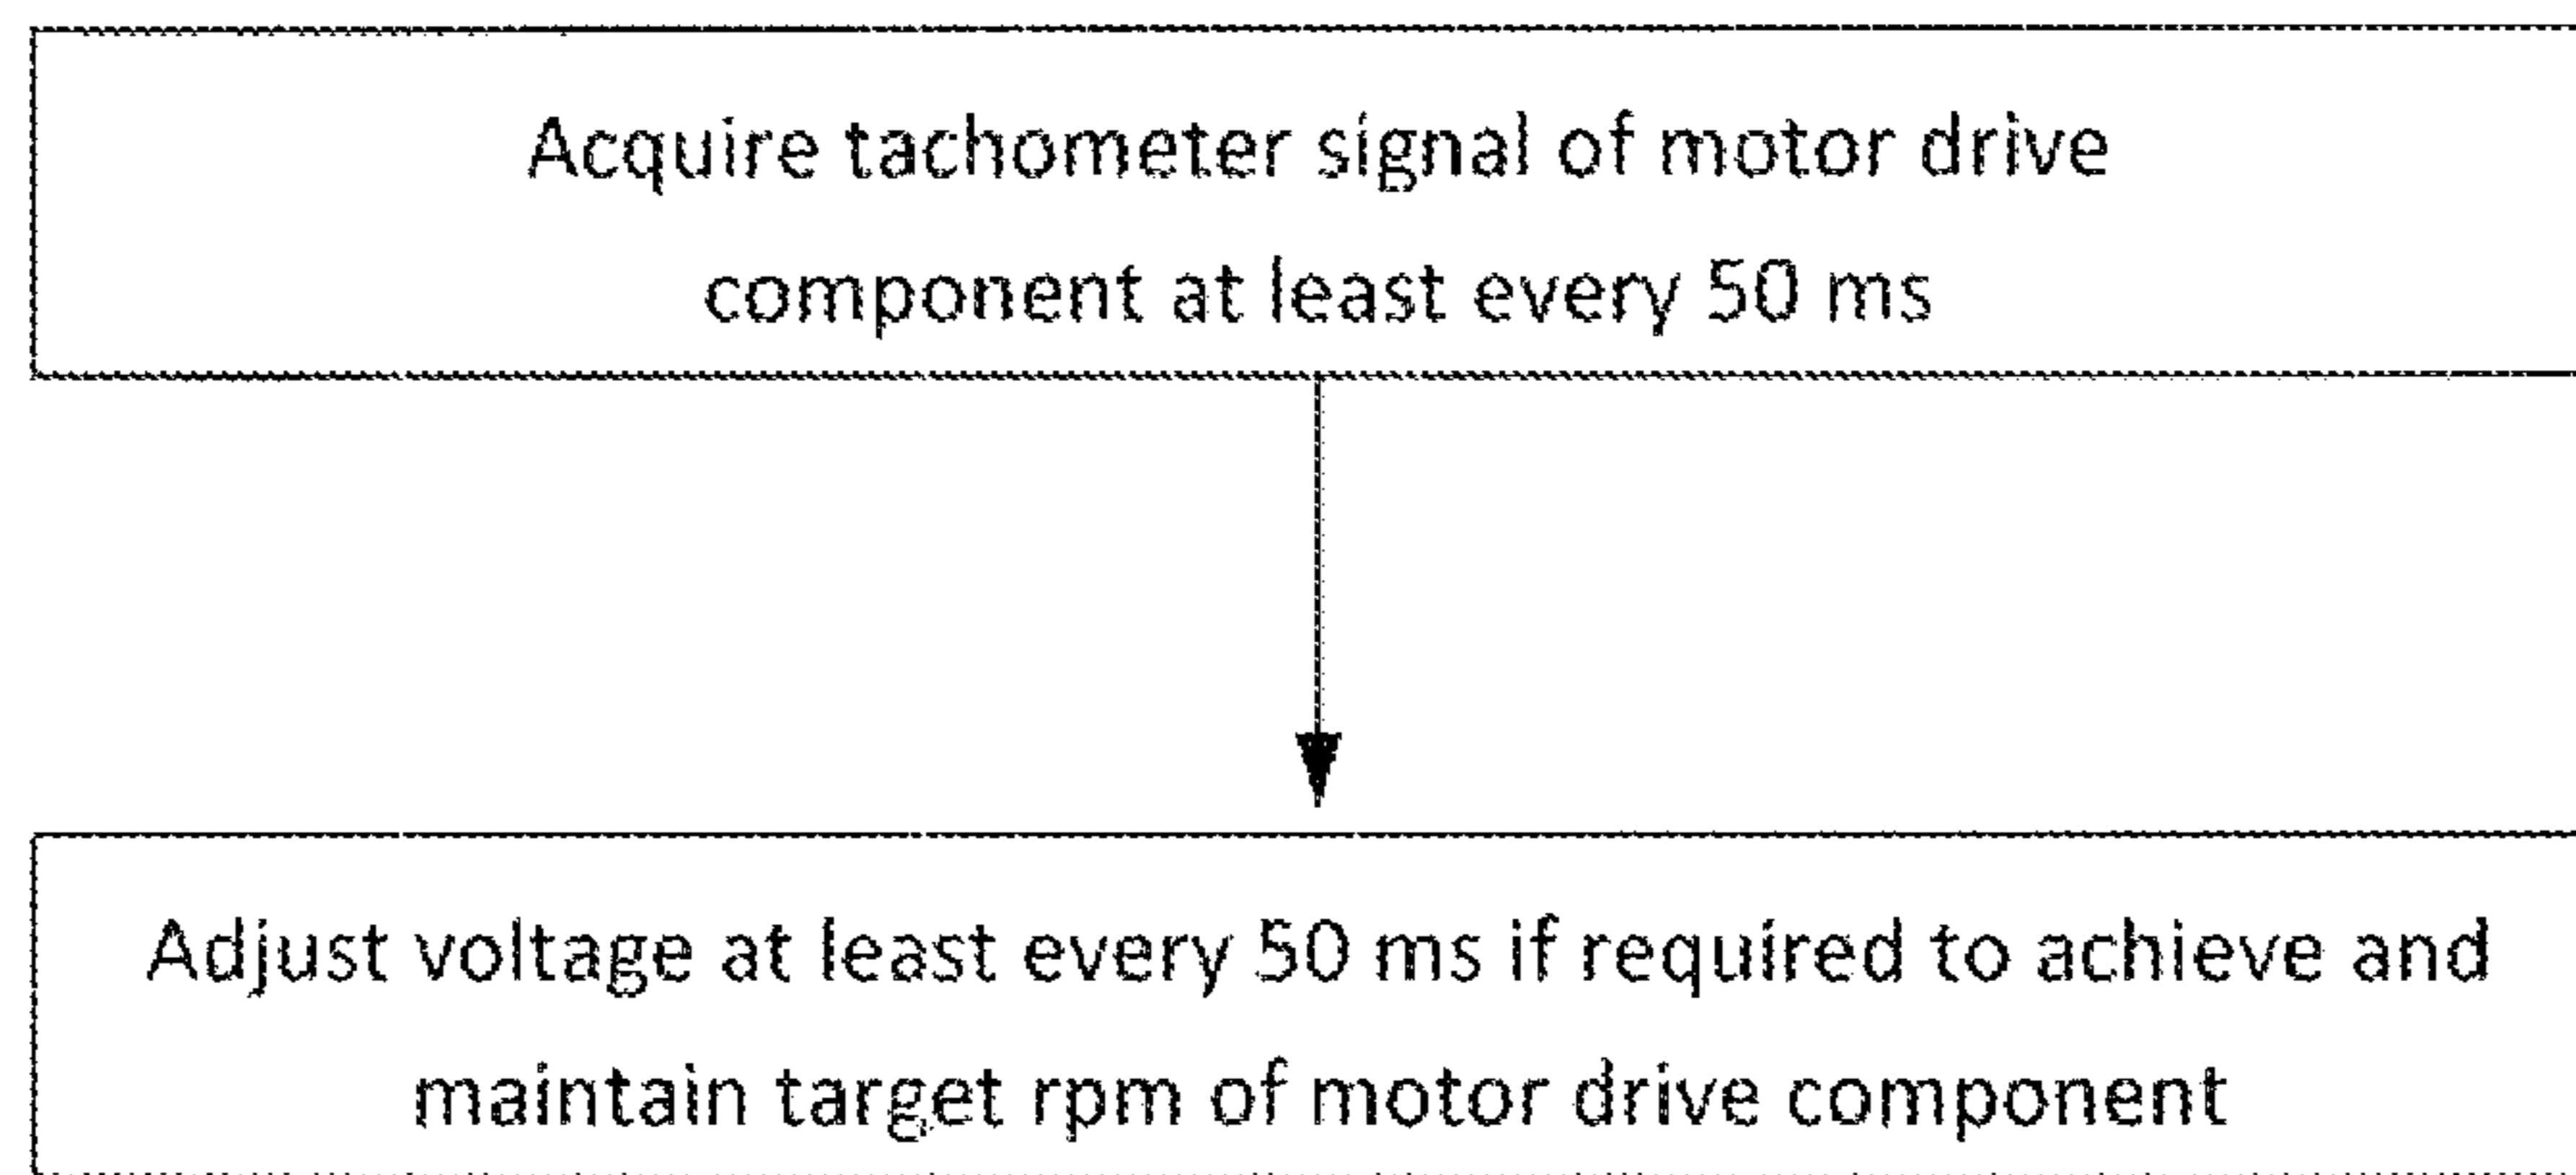 Acquire tachometer signal of motor drive
component at least every 50 ms
Adjust voltage at least every 50 ms if required to achieve and
maintain target rpm of motor drive component